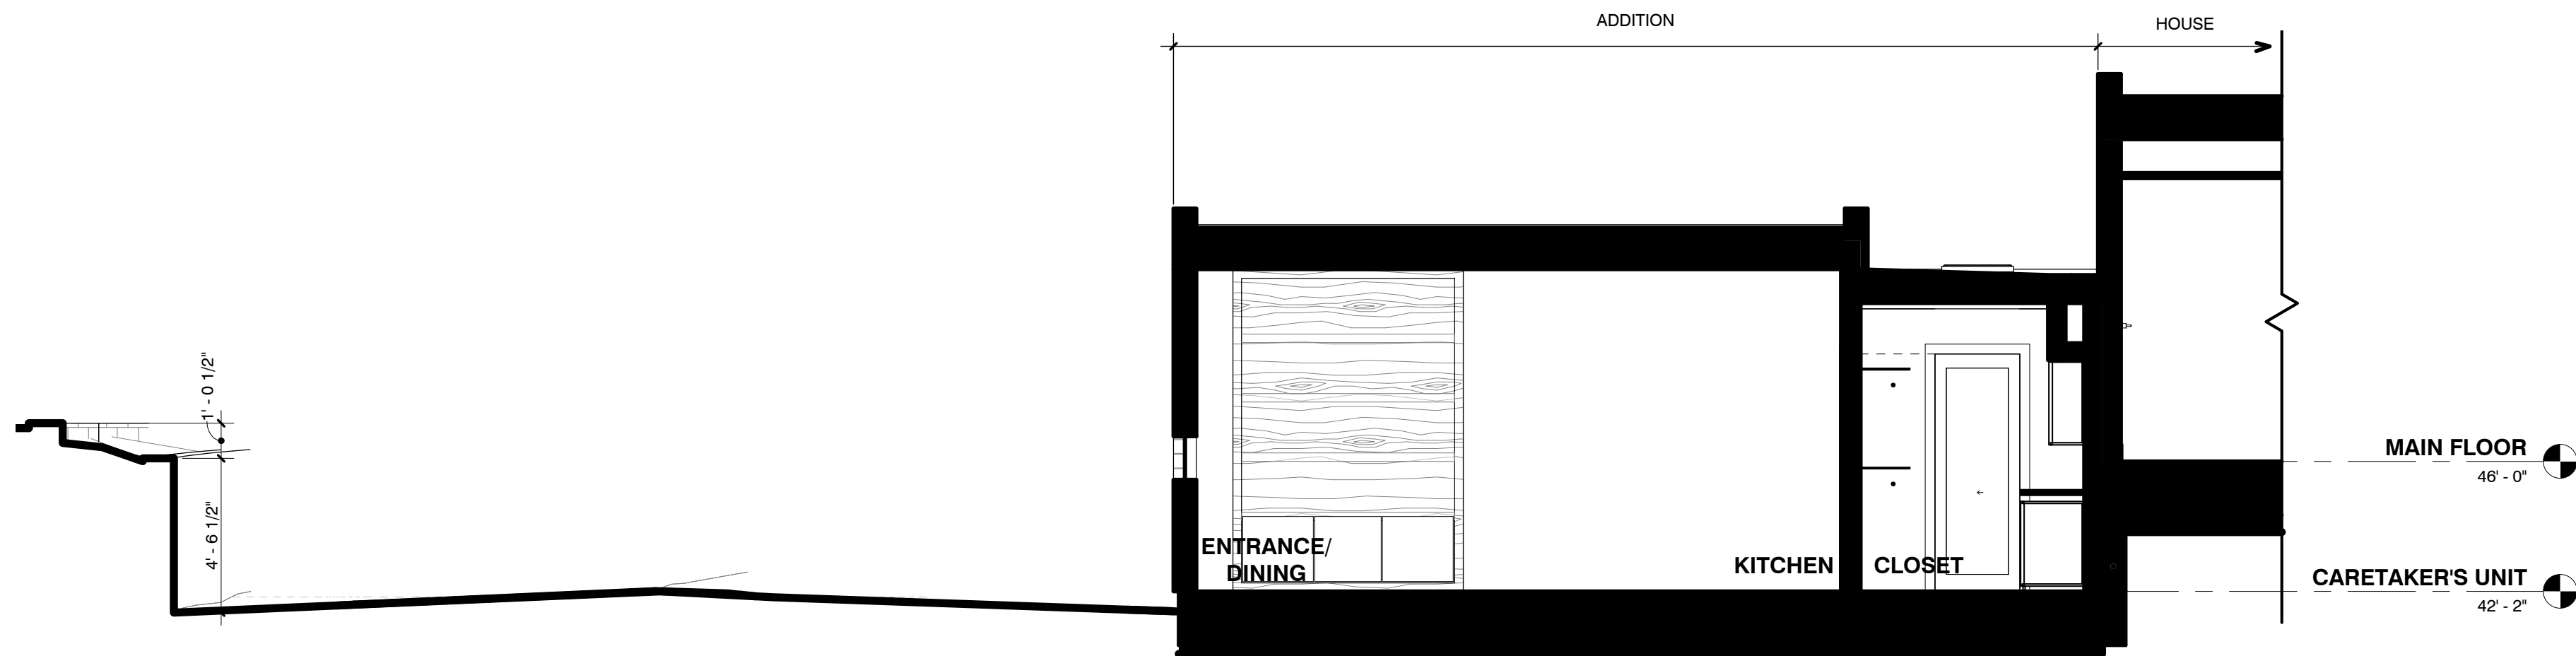 ADDITION
HOUSE
1' - 0 1/2"
4' - 6 1/2"
ENTRANCE/
DINING
KITCHEN
CLOSET
MAIN FLOOR
46' - 0"
CARETAKER'S UNIT
42' - 2"